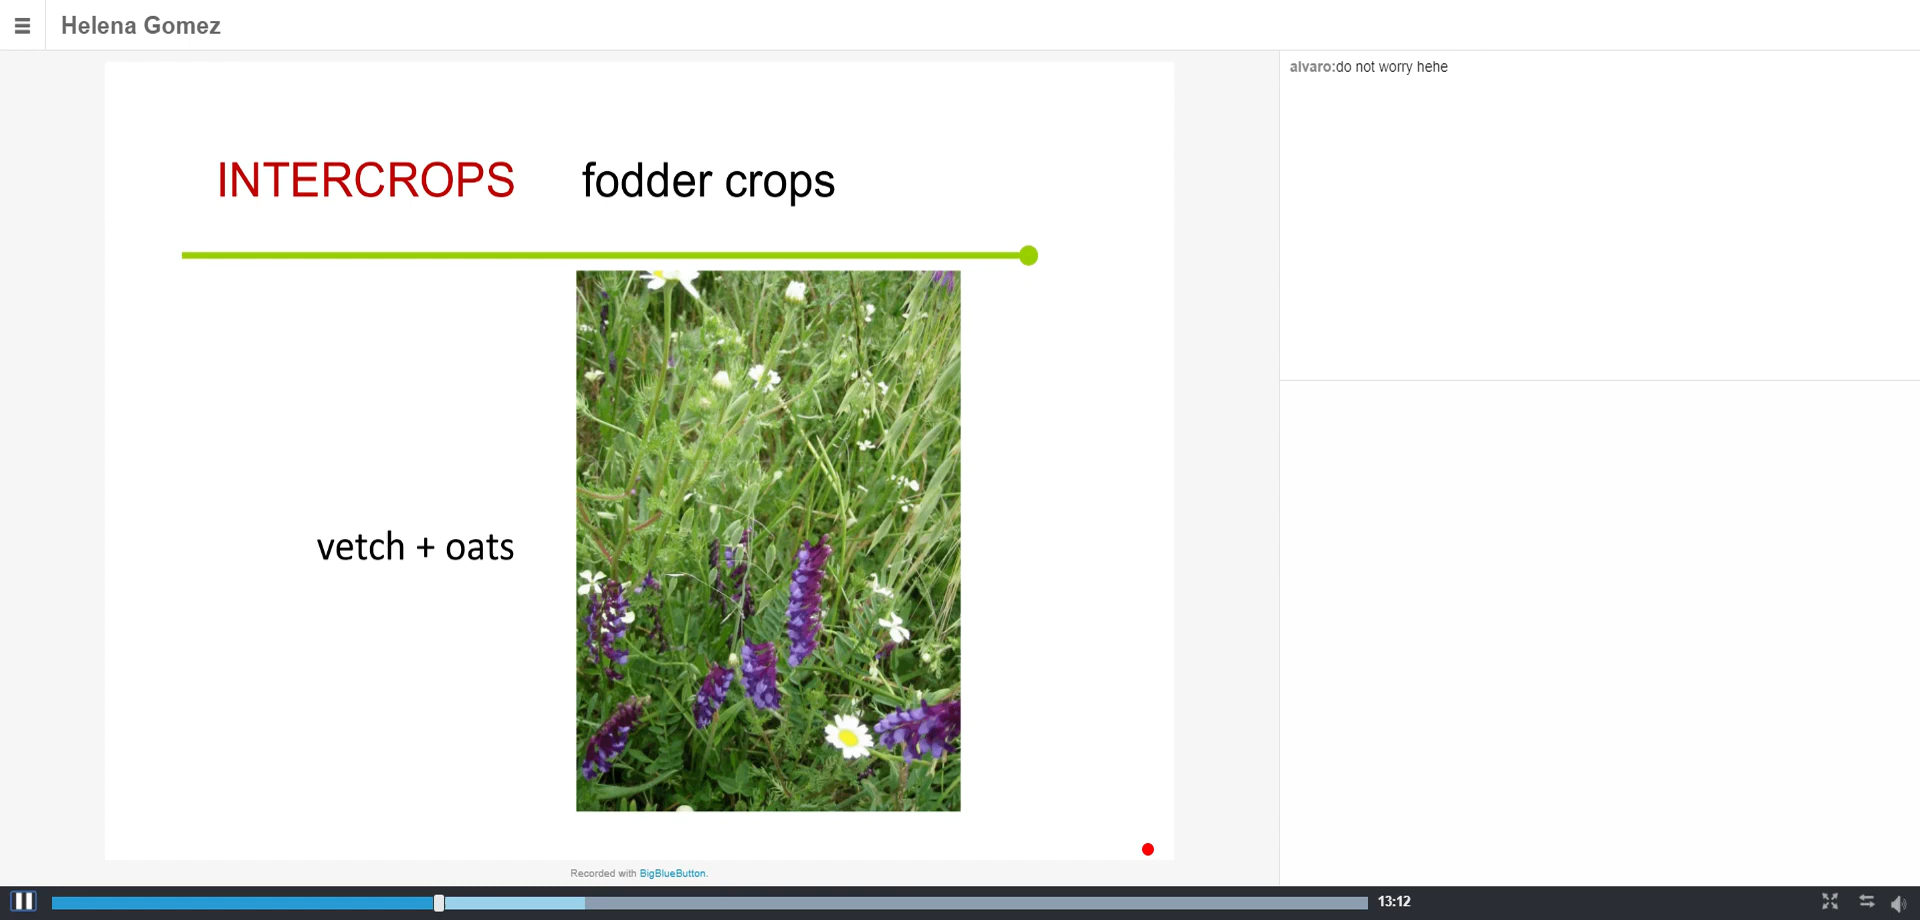 Helena Gomez
alvaro:do not worry hehe
INTERCROPS fodder crops
vetch + oats
Recorded with BigBlueButton.
13:12